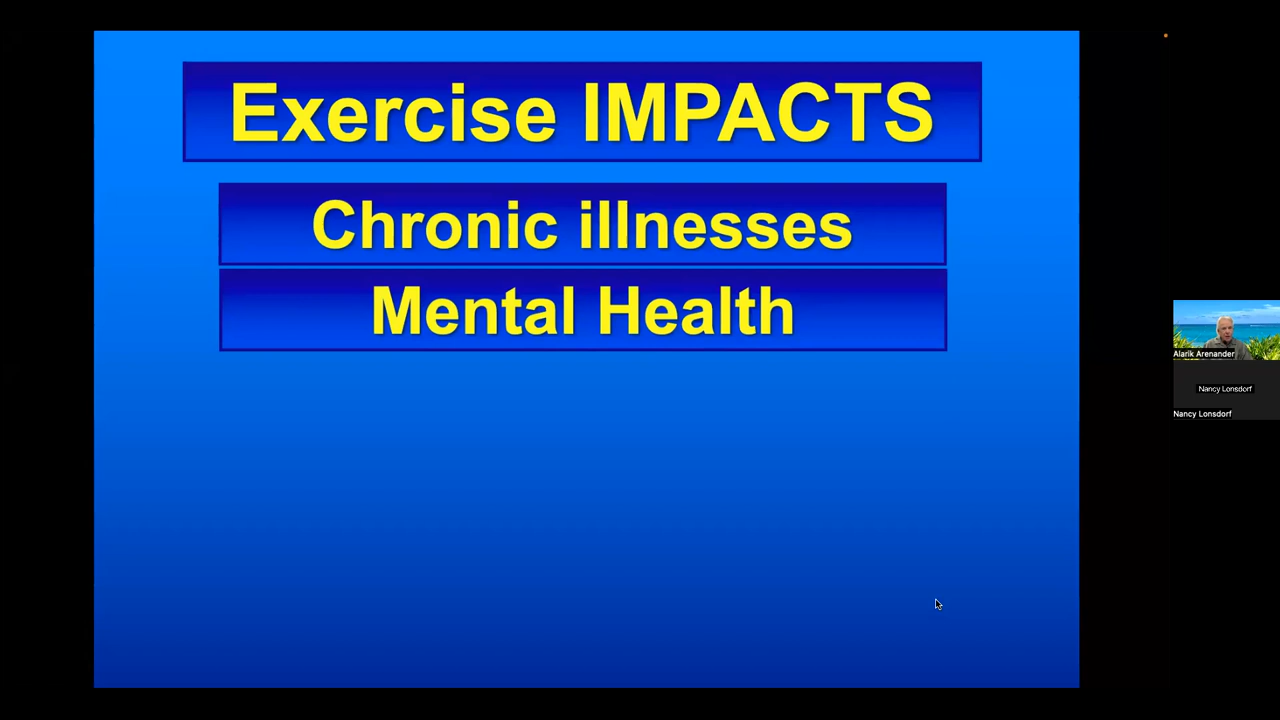 Exercise IMPACTS
Chronic illnesses
Mental Health
Alarik Arenander
Nancy Lonsdorf
Nancy Lonsdorf